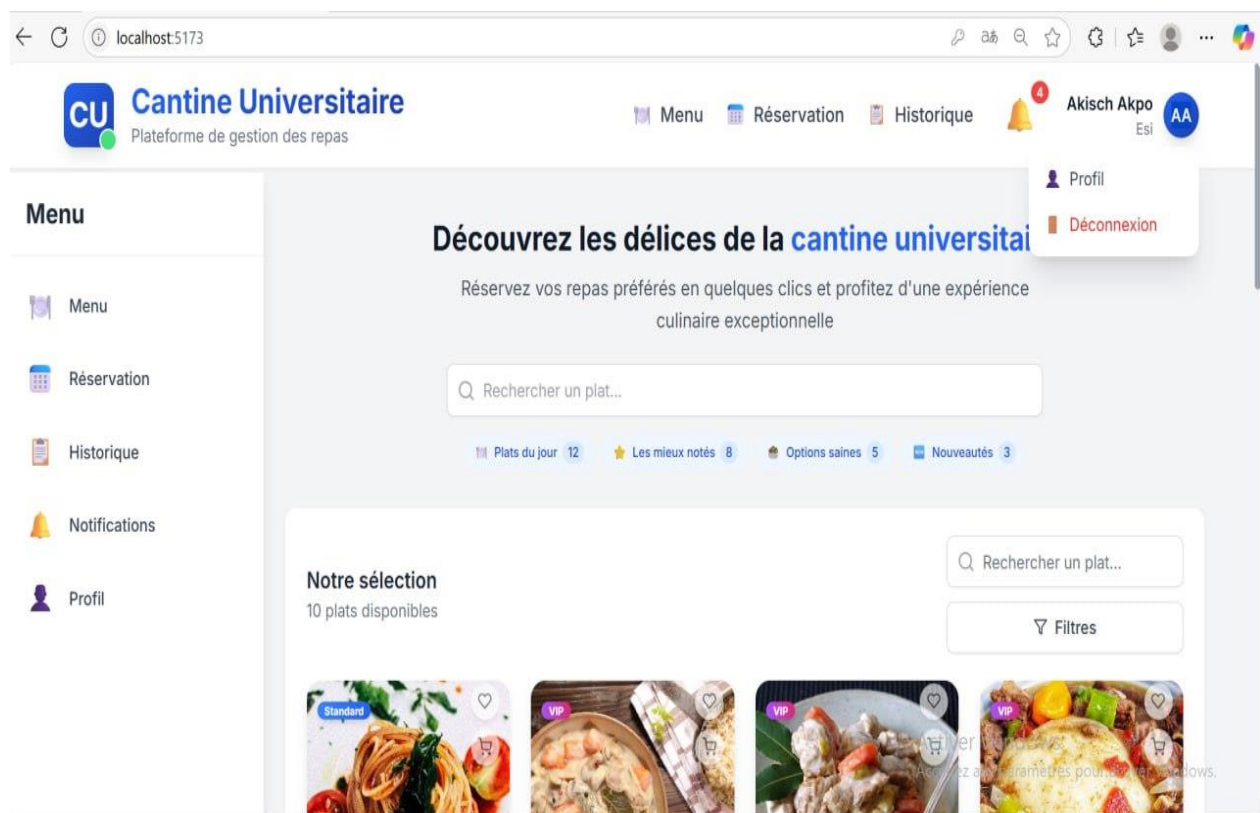 localhost:5173
CU
Cantine Universitaire
Plateforme de gestion des repas
Menu
Réservation
Historique
4
Akisch Akpo
Esi
AA
Profil
Déconnexion
Menu
Menu
Réservation
Historique
Notifications
Profil
Découvrez les délices de la cantine universitai
Réservez vos repas préférés en quelques clics et profitez d'une expérience
culinaire exceptionnelle
Rechercher un plat...
Plats du jour 12
Les mieux notés 8
Options saines 5
Nouveautés 3
Notre sélection
10 plats disponibles
Rechercher un plat...
Filtres
Standard
VIP
VIP
VIP